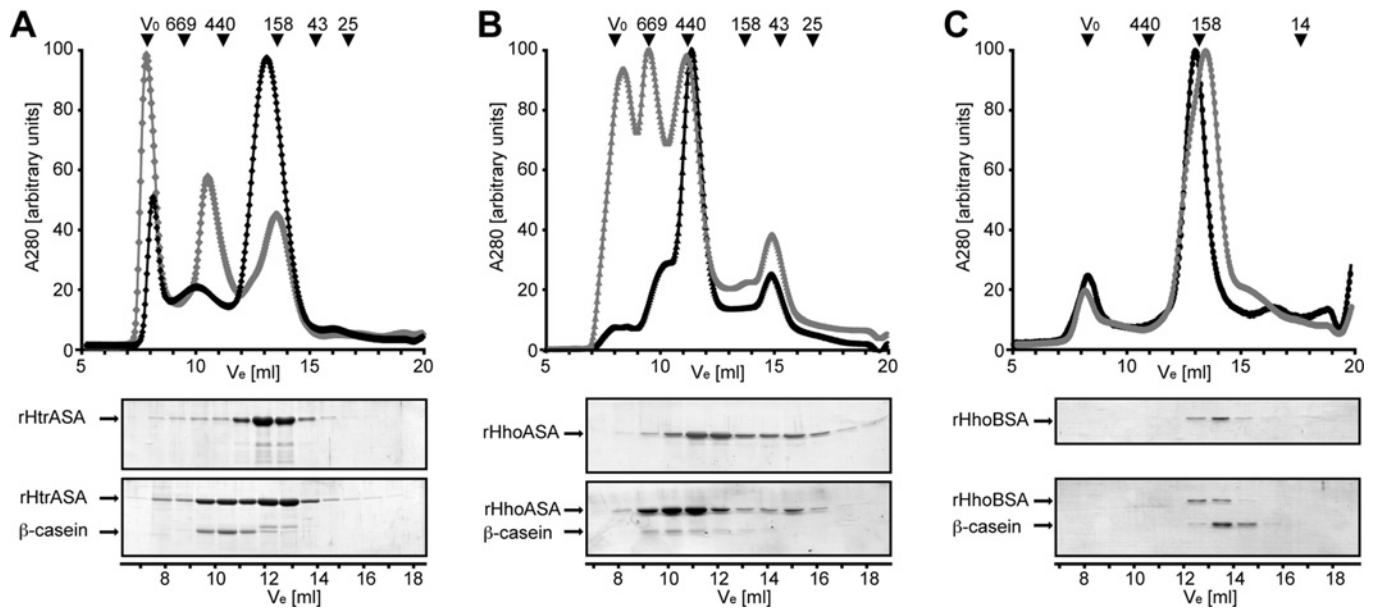 A
V₀ 669 440 158 43 25
100
80
60
40
20
0
A280 [arbitrary units]
5 10 15 20
Vₑ [ml]
rHtrASA
rHtrASA
β-casein
8 10 12 14 16 18
Vₑ [ml]
B
V₀ 669 440 158 43 25
100
80
60
40
20
0
A280 [arbitrary units]
5 10 15 20
Vₑ [ml]
rHhoASA
rHhoASA
β-casein
8 10 12 14 16 18
Vₑ [ml]
C
V₀ 440 158 14
100
80
60
40
20
0
A280 [arbitrary units]
5 10 15 20
Vₑ [ml]
rHhoBSA
rHhoBSA
β-casein
8 10 12 14 16 18
Vₑ [ml]